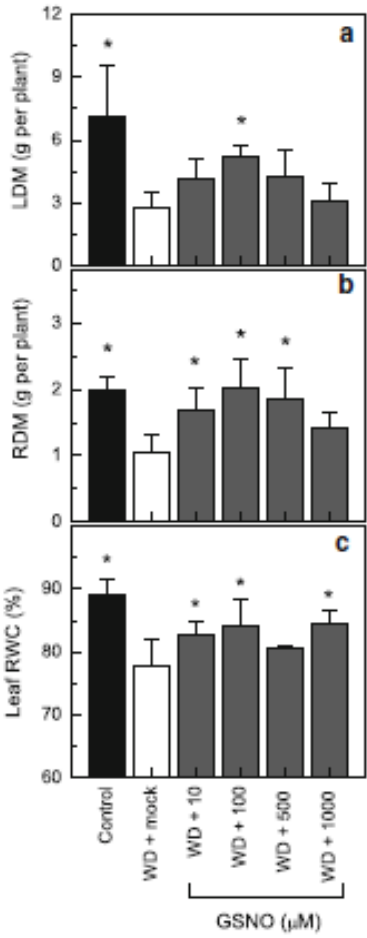 a
12
9
6
3
0
LDM (g per plant)
*
*
b
3
2
1
0
RDM (g per plant)
*
*
*
*
c
90
80
70
60
Leaf RWC (%)
*
*
*
*
Control
WD + mock
WD + 10
WD + 100
WD + 500
WD + 1000
GSNO (μM)